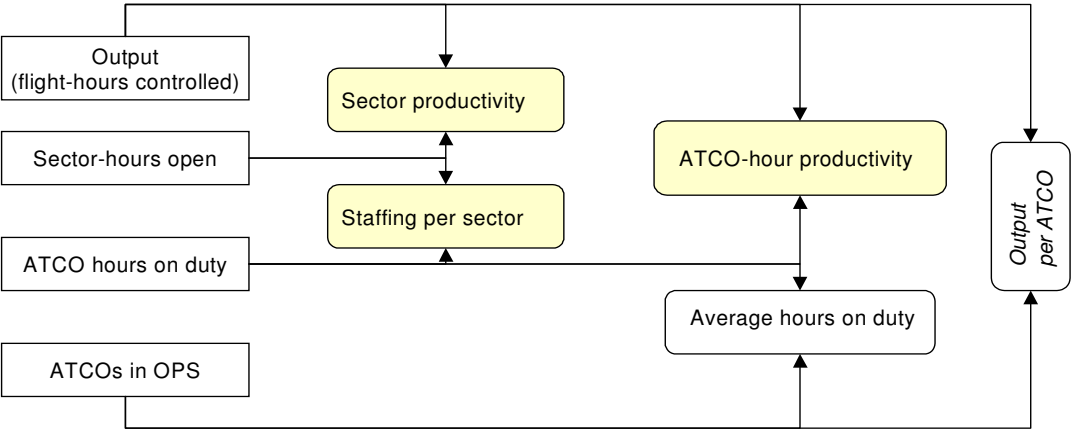 Output
(flight-hours controlled)
Sector productivity
Sector-hours open
ATCO-hour productivity
Staffing per sector
Output
per ATCO
ATCO hours on duty
Average hours on duty
ATCOs in OPS